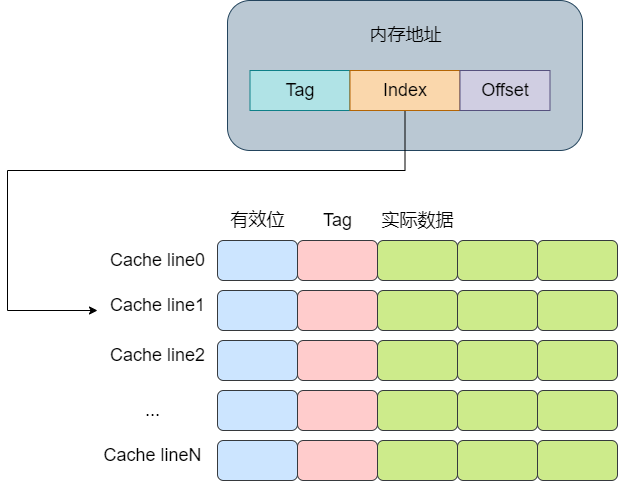 内存地址
Tag Index Offset
有效位 Tag 实际数据
Cache line0
Cache line1
Cache line2
...
Cache lineN